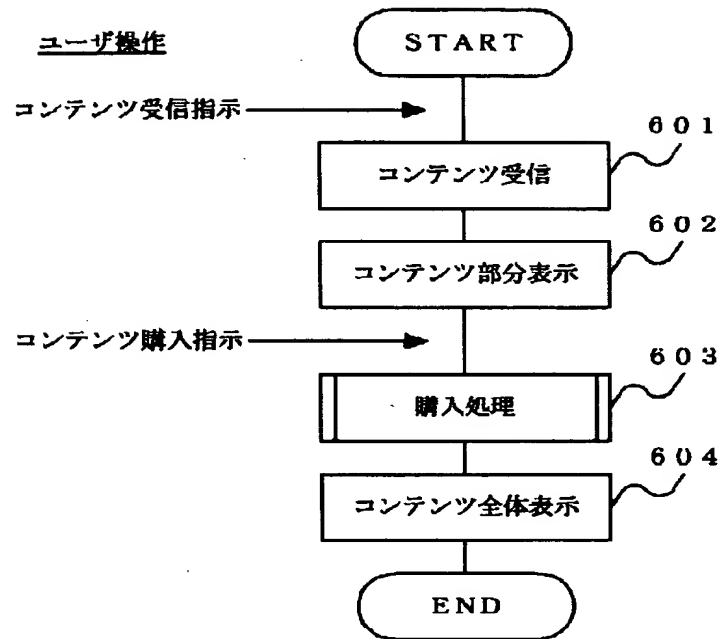 ユーザ操作
START
コンテンツ受信指示
601
コンテンツ受信
602
コンテンツ部分表示
コンテンツ購入指示
603
購入処理
604
コンテンツ全体表示
END